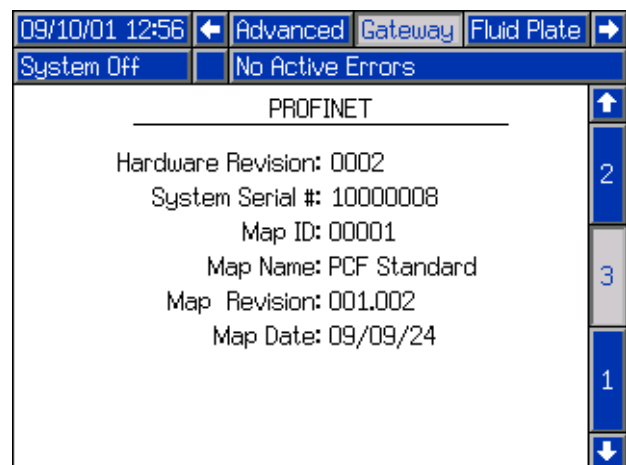 09/10/01 12:56 Advanced Gateway Fluid Plate
System Off No Active Errors
PROFINET
Hardware Revision: 0002
System Serial #: 10000008
Map ID: 00001
Map Name: PCF Standard
Map Revision: 001.002
Map Date: 09/09/24
2
3
1